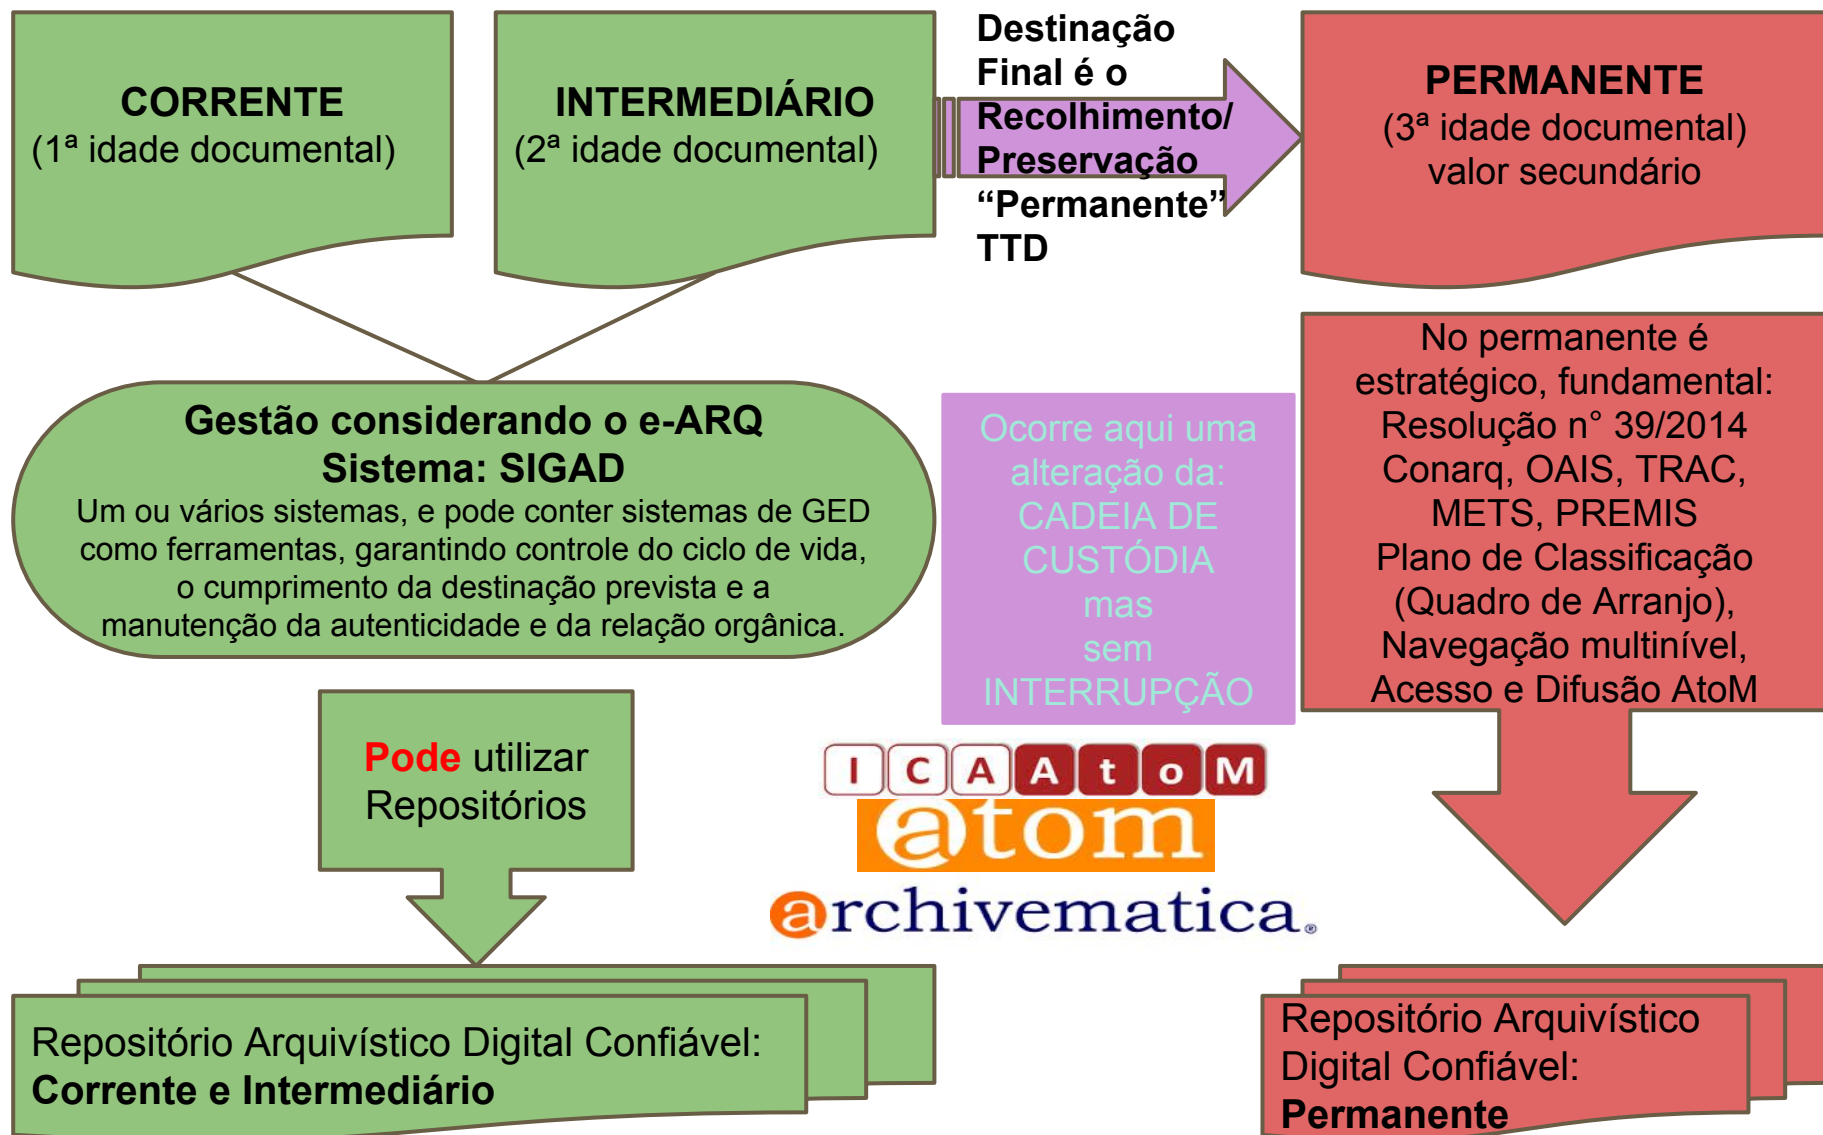 CORRENTE
(1ª idade documental)
INTERMEDIÁRIO
(2ª idade documental)
Destinação
Final é o
Recolhimento/
Preservação
“Permanente”
TTD
PERMANENTE
(3ª idade documental)
valor secundário
Gestão considerando o e-ARQ
Sistema: SIGAD
Um ou vários sistemas, e pode conter sistemas de GED
como ferramentas, garantindo controle do ciclo de vida,
o cumprimento da destinação prevista e a
manutenção da autenticidade e da relação orgânica.
Ocorre aqui uma
alteração da:
CADEIA DE
CUSTÓDIA
mas
sem
INTERRUPÇÃO
No permanente é
estratégico, fundamental:
Resolução n° 39/2014
Conarq, OAIS, TRAC,
METS, PREMIS
Plano de Classificação
(Quadro de Arranjo),
Navegação multinível,
Acesso e Difusão AtoM
Pode utilizar
Repositórios
ICAAtoM
atom
archivematica®
Repositório Arquivístico Digital Confiável:
Corrente e Intermediário
Repositório Arquivístico
Digital Confiável:
Permanente